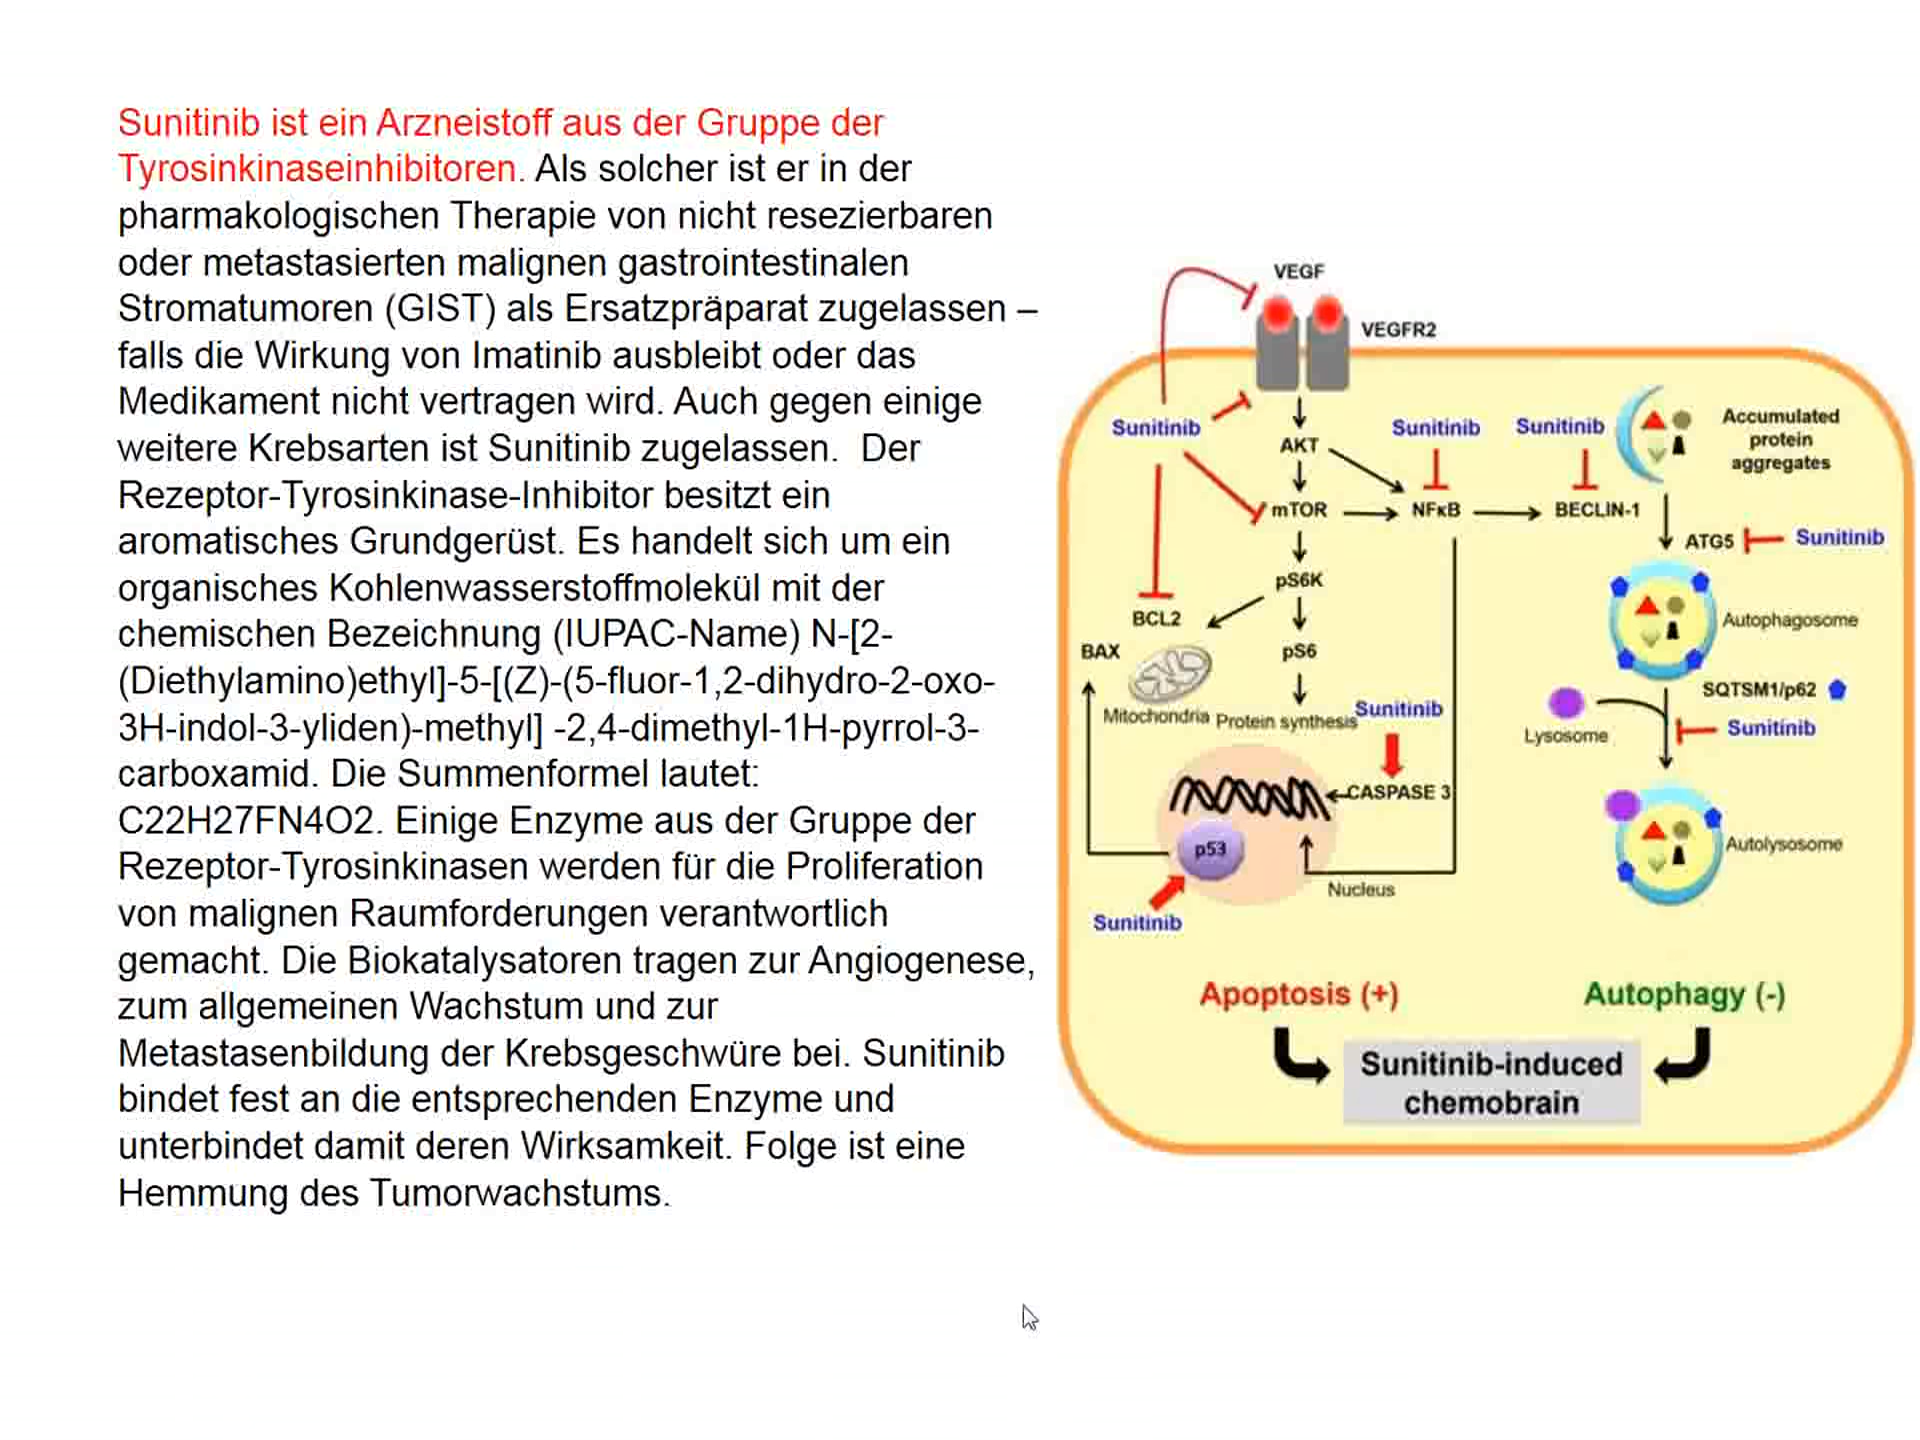 Sunitinib ist ein Arzneistoff aus der Gruppe der
Tyrosinkinaseinhibitoren. Als solcher ist er in der
pharmakologischen Therapie von nicht resezierbaren
oder metastasierten malignen gastrointestinalen
Stromatumoren (GIST) als Ersatzpräparat zugelassen –
falls die Wirkung von Imatinib ausbleibt oder das
Medikament nicht vertragen wird. Auch gegen einige
weitere Krebsarten ist Sunitinib zugelassen.  Der
Rezeptor-Tyrosinkinase-Inhibitor besitzt ein
aromatisches Grundgerüst. Es handelt sich um ein
organisches Kohlenwasserstoffmolekül mit der
chemischen Bezeichnung (IUPAC-Name) N-[2-
(Diethylamino)ethyl]-5-[(Z)-(5-fluor-1,2-dihydro-2-oxo-
3H-indol-3-yliden)-methyl] -2,4-dimethyl-1H-pyrrol-3-
carboxamid. Die Summenformel lautet:
C22H27FN4O2. Einige Enzyme aus der Gruppe der
Rezeptor-Tyrosinkinasen werden für die Proliferation
von malignen Raumforderungen verantwortlich
gemacht. Die Biokatalysatoren tragen zur Angiogenese,
zum allgemeinen Wachstum und zur
Metastasenbildung der Krebsgeschwüre bei. Sunitinib
bindet fest an die entsprechenden Enzyme und
unterbindet damit deren Wirksamkeit. Folge ist eine
Hemmung des Tumorwachstums.
VEGF
VEGFR2
Sunitinib
AKT
Sunitinib
Sunitinib
Accumulated
protein
aggregates
mTOR
NFκB
BECLIN-1
ATG5
Sunitinib
pS6K
BCL2
Autophagosome
BAX
pS6
SQTSM1/p62
Mitochondria
Protein synthesis
Sunitinib
Lysosome
Sunitinib
CASPASE 3
p53
Autolysosome
Nucleus
Sunitinib
Apoptosis (+)
Autophagy (-)
Sunitinib-induced
chemobrain